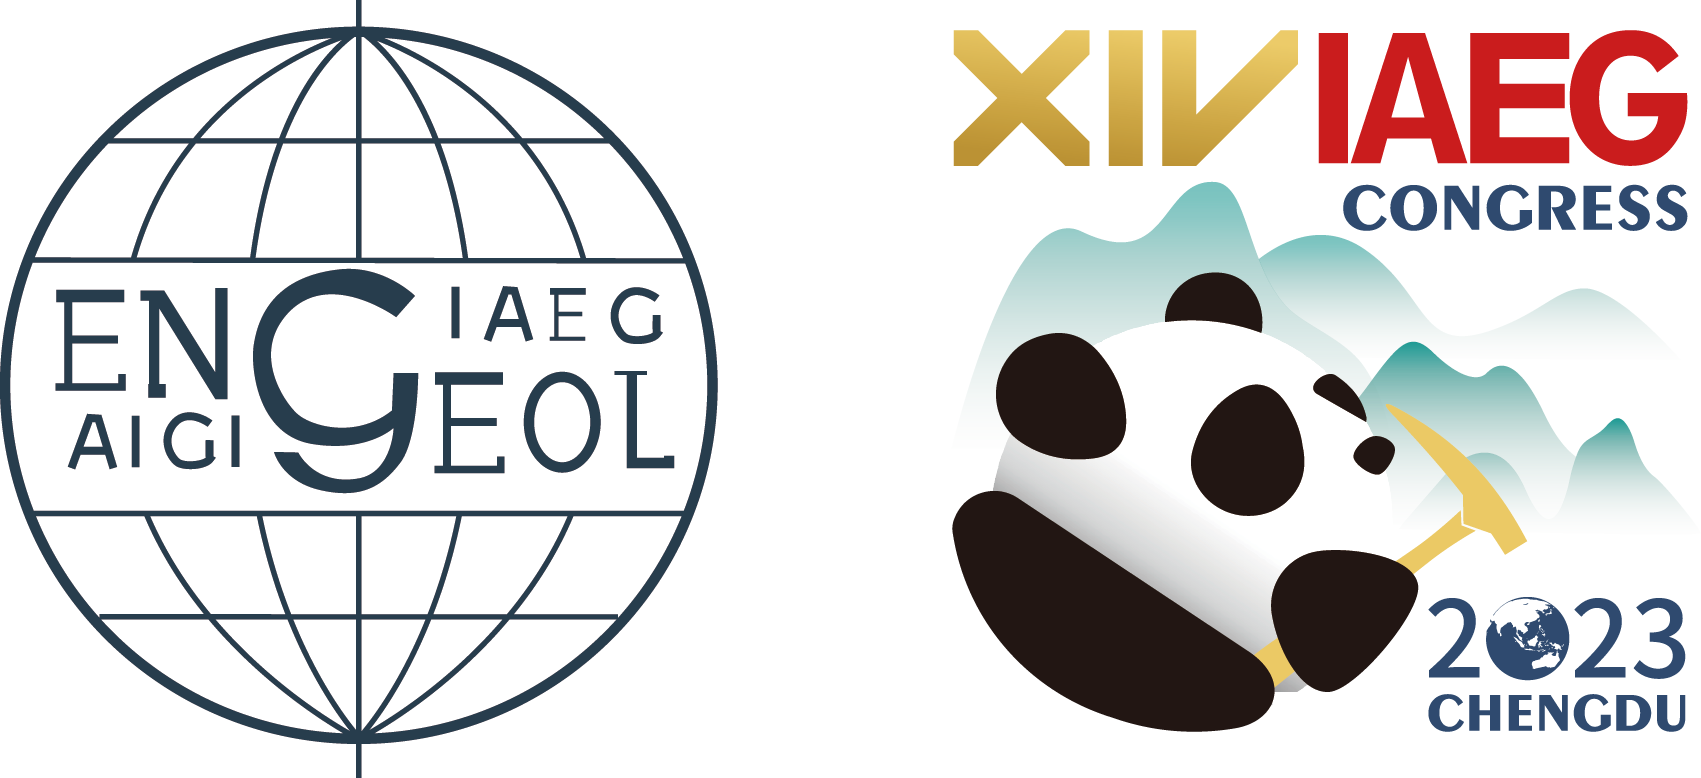 ENG IAEG
AIGI GEOL
XIV IAEG
CONGRESS
2023
CHENGDU